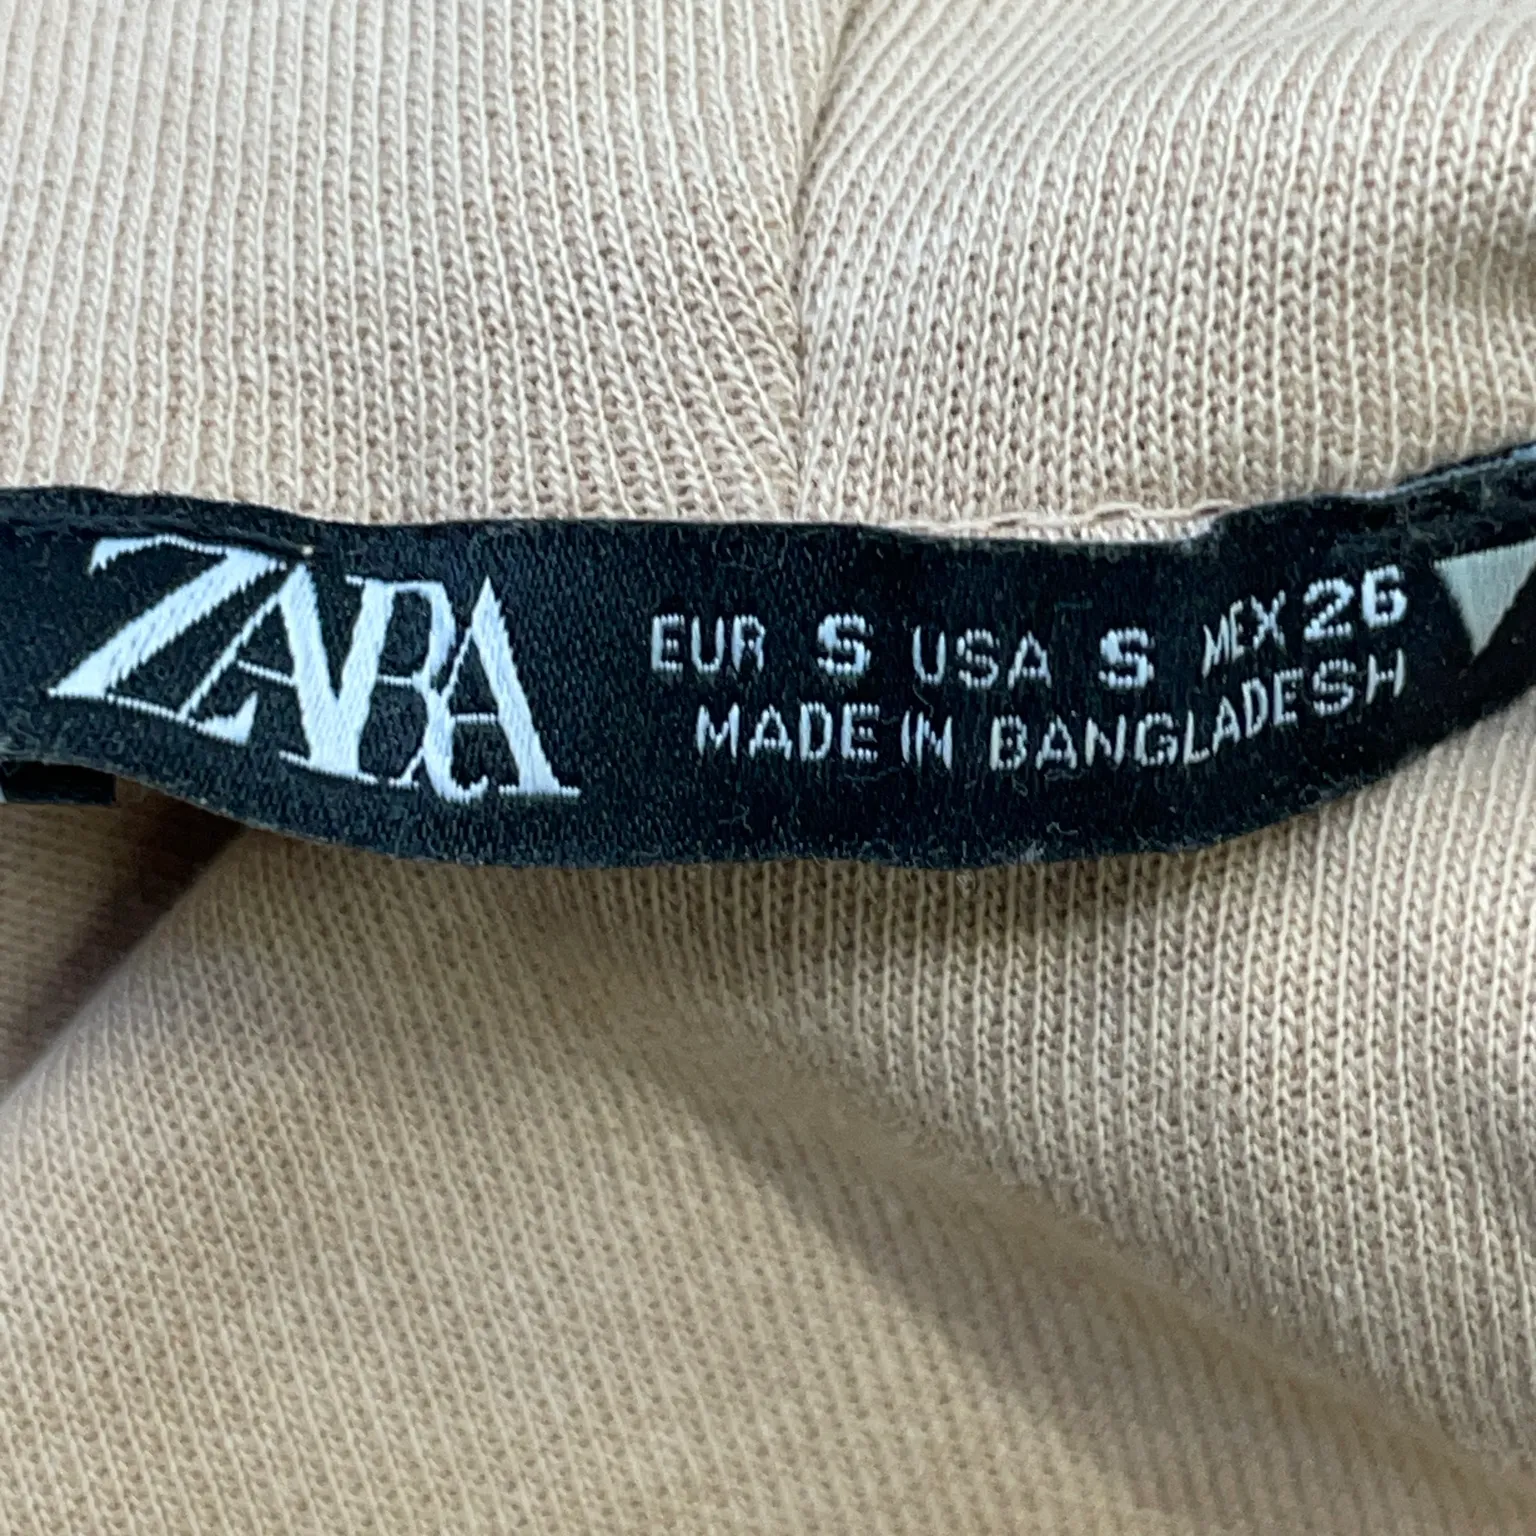 ZARA
EUR S USA S MEX 26
MADE IN BANGLADESH